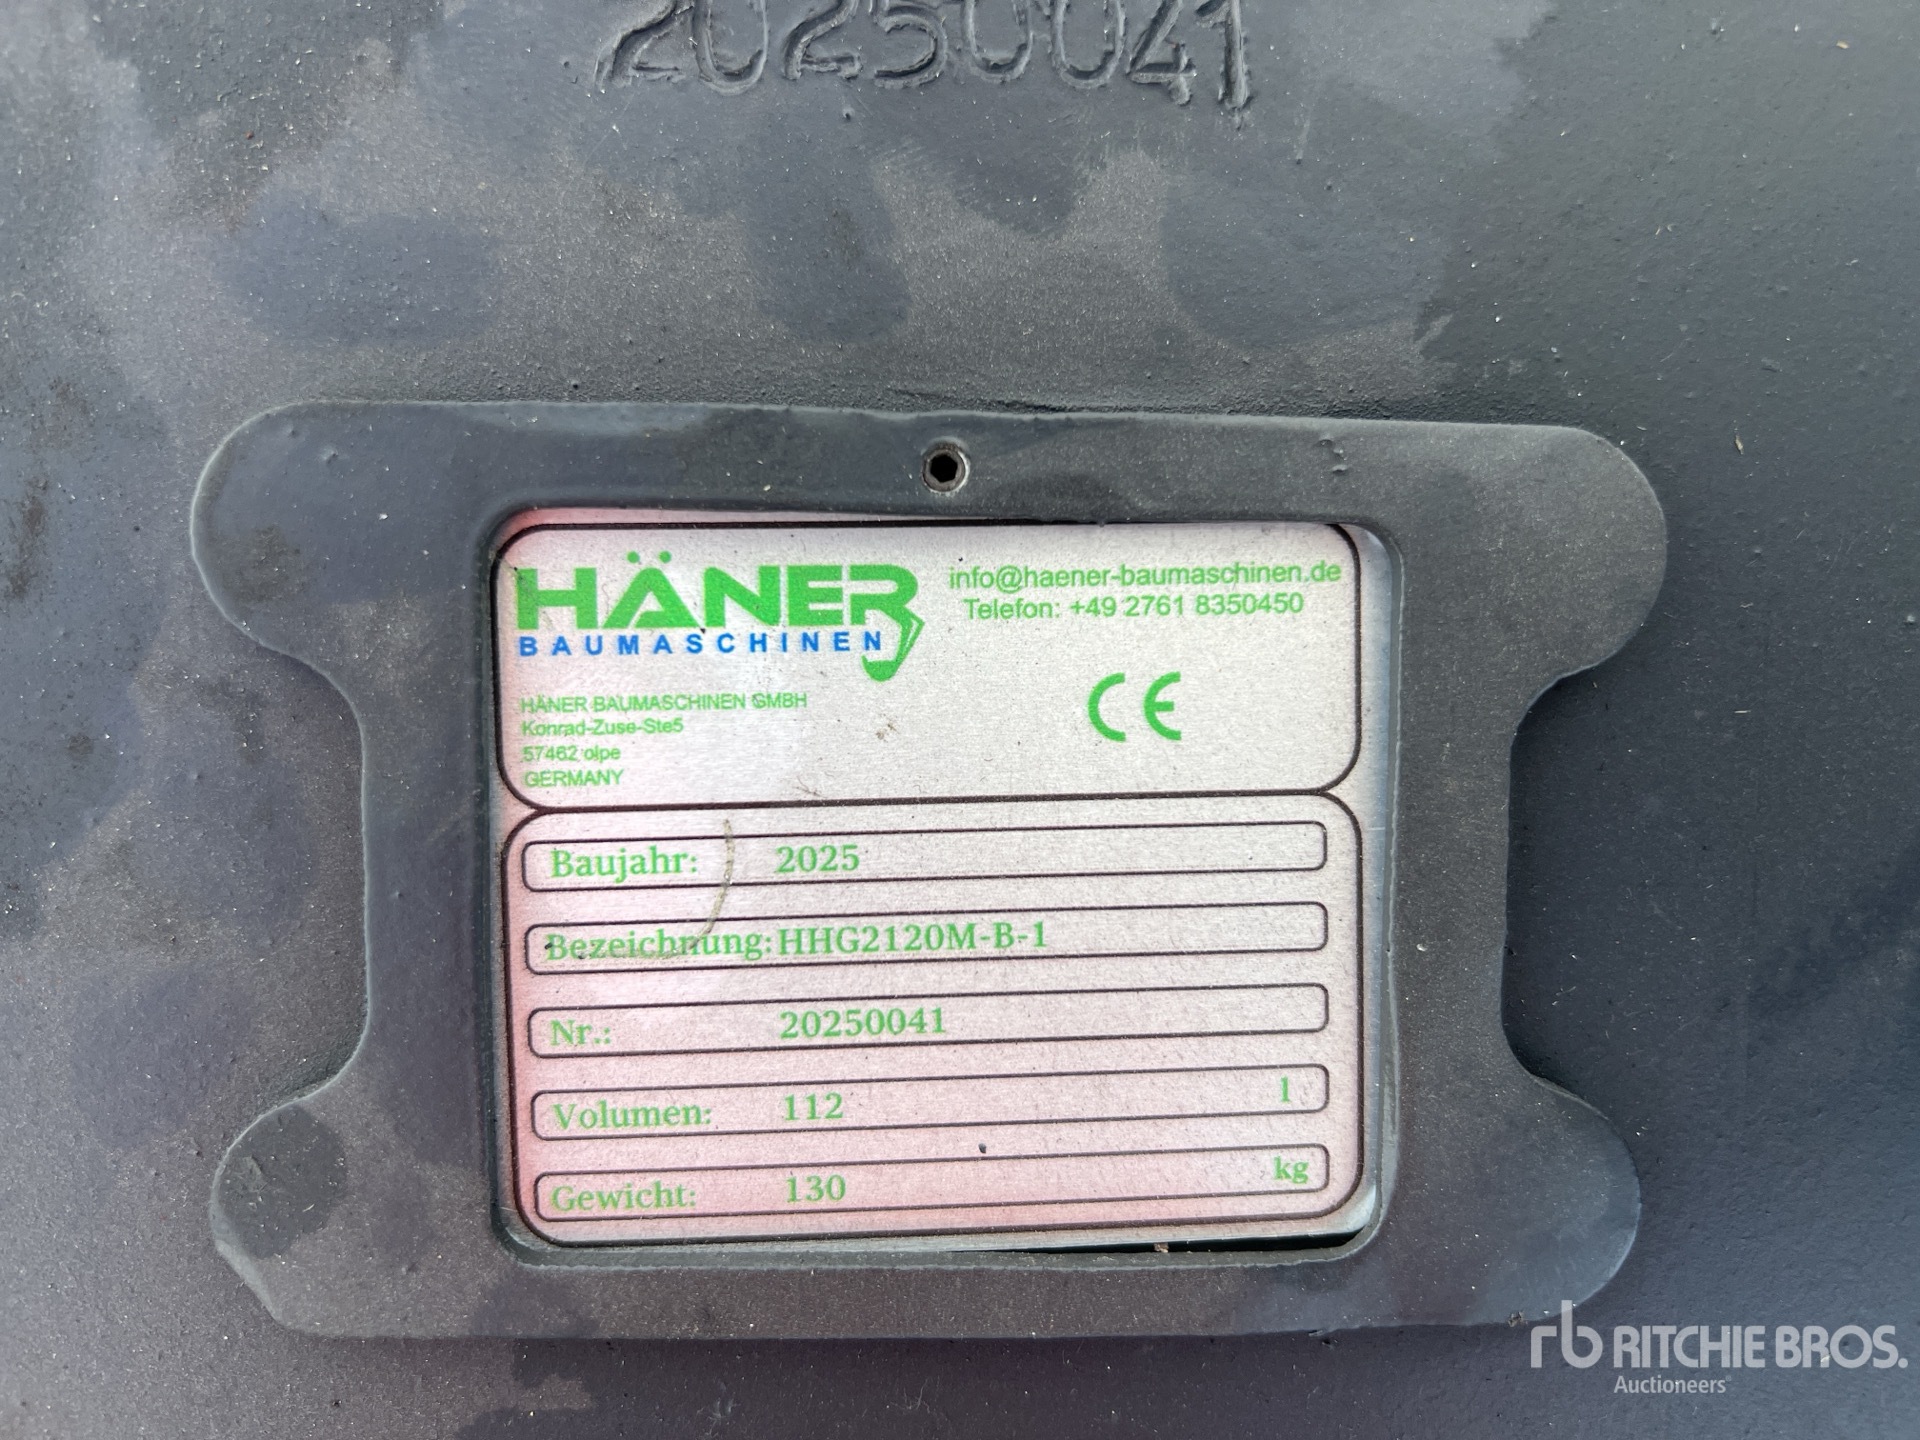 20250041
HÄNER
BAUMASCHINEN
info@haener-baumaschinen.de
Telefon: +49 2761 8350450
HÄNER BAUMASCHINEN GMBH
Konrad-Zuse-Ste5
57462 olpe
GERMANY
CE
Baujahr: 2025
Bezeichnung: HHG2120M-B-1
Nr.: 20250041
Volumen: 112 l
Gewicht: 130 kg
rb RITCHIE BROS.
Auctioneers